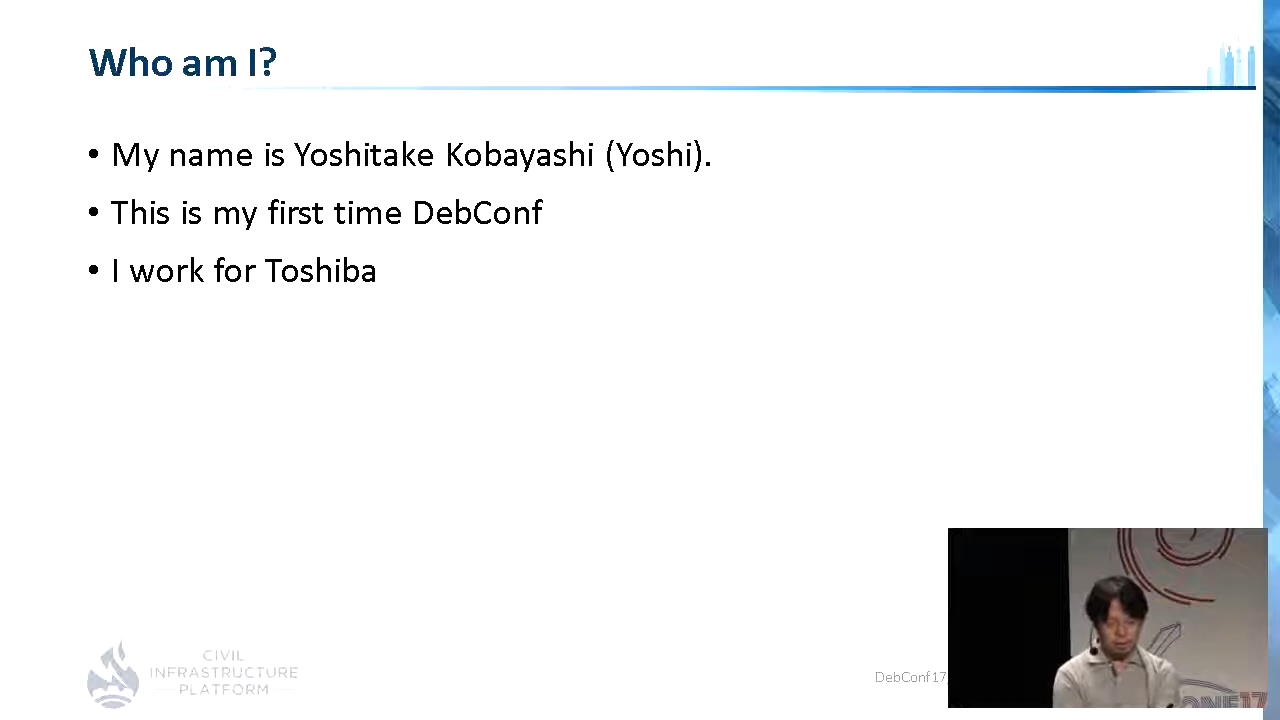 Who am I?
• My name is Yoshitake Kobayashi (Yoshi).
• This is my first time DebConf
• I work for Toshiba
CIVIL
INFRASTRUCTURE
PLATFORM
DebConf17